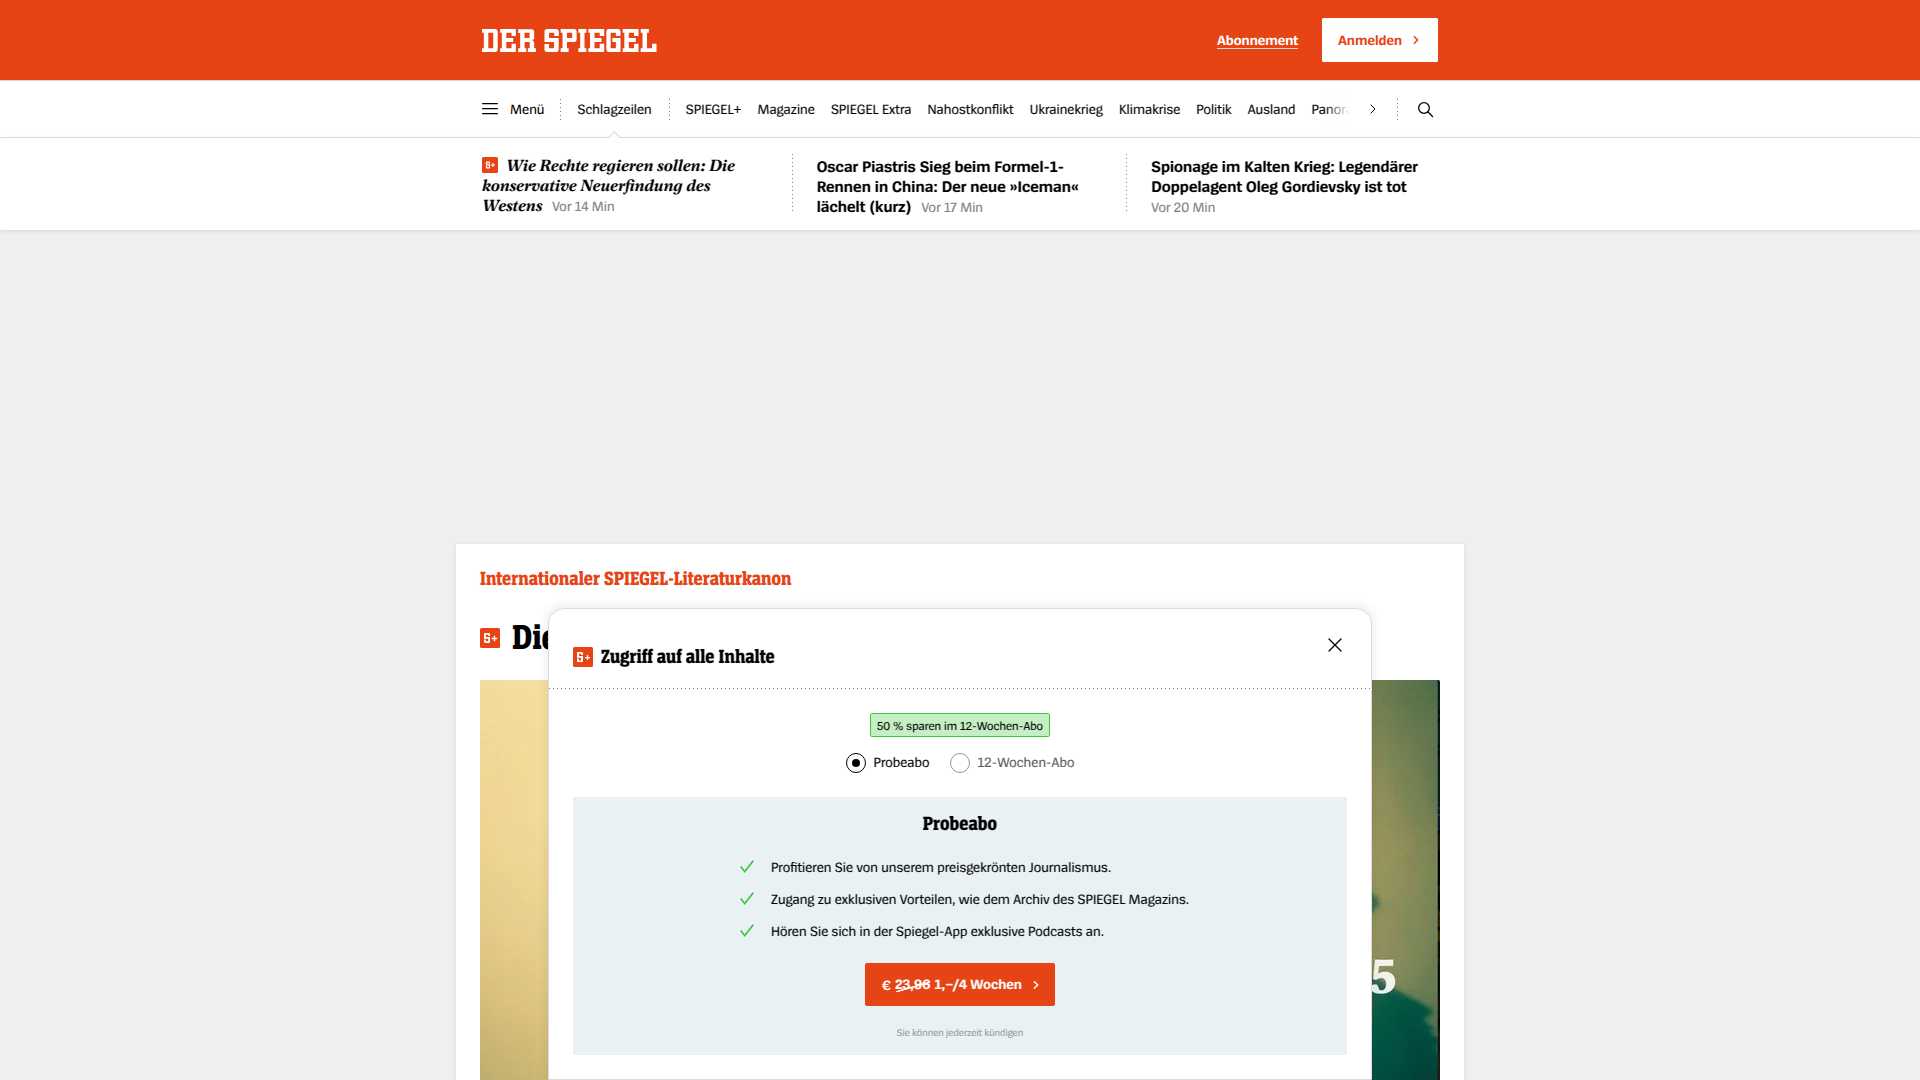 DER SPIEGEL
Abonnement
Anmelden
Menü
Schlagzeilen
SPIEGEL+
Magazine
SPIEGEL Extra
Nahostkonflikt
Ukrainekrieg
Klimakrise
Politik
Ausland
Wie Rechte regieren sollen: Die
konservative Neuerfindung des
Westens Vor 14 Min
Oscar Piastris Sieg beim Formel-1-
Rennen in China: Der neue »Iceman«
lächelt (kurz) Vor 17 Min
Spionage im Kalten Krieg: Legendärer
Doppelagent Oleg Gordievsky ist tot
Vor 20 Min
Internationaler SPIEGEL-Literaturkanon
Zugriff auf alle Inhalte
50 % sparen im 12-Wochen-Abo
Probeabo
12-Wochen-Abo
Probeabo
Profitieren Sie von unserem preisgekrönten Journalismus.
Zugang zu exklusiven Vorteilen, wie dem Archiv des SPIEGEL Magazins.
Hören Sie sich in der Spiegel-App exklusive Podcasts an.
5
€ 23,96 1,–/4 Wochen
Sie können jederzeit kündigen